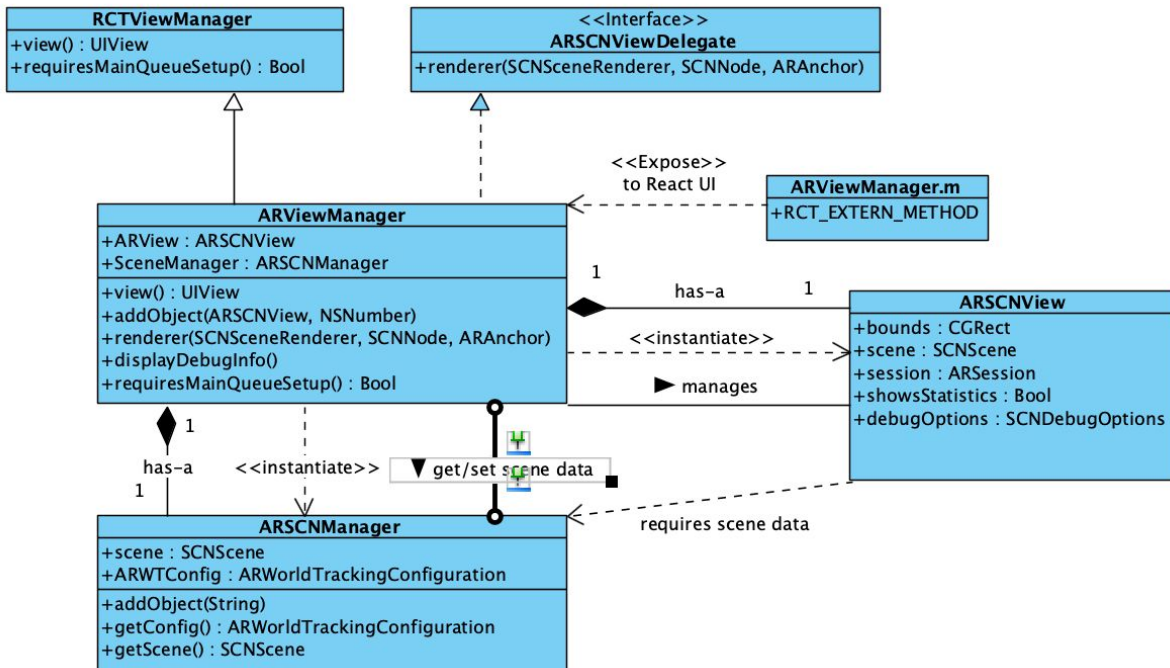 RCTViewManager
+view() : UIView
+requiresMainQueueSetup() : Bool
<<Interface>>
ARSCNViewDelegate
+renderer(SCNSceneRenderer, SCNNode, ARAnchor)
<<Expose>>
to React UI
ARViewManager.m
+RCT_EXTERN_METHOD
ARViewManager
+ARView : ARSCNView
+SceneManager : ARSCNManager
+view() : UIView
+addObject(ARSCNView, NSNumber)
+renderer(SCNSceneRenderer, SCNNode, ARAnchor)
+displayDebugInfo()
+requiresMainQueueSetup() : Bool
1
has-a
1
<<instantiate>>
manages
ARSCNView
+bounds : CGRect
+scene : SCNScene
+session : ARSession
+showsStatistics : Bool
+debugOptions : SCNDebugOptions
1
has-a
1
<<instantiate>>
get/set scene data
requires scene data
ARSCNManager
+scene : SCNScene
+ARWTConfig : ARWorldTrackingConfiguration
+addObject(String)
+getConfig() : ARWorldTrackingConfiguration
+getScene() : SCNScene